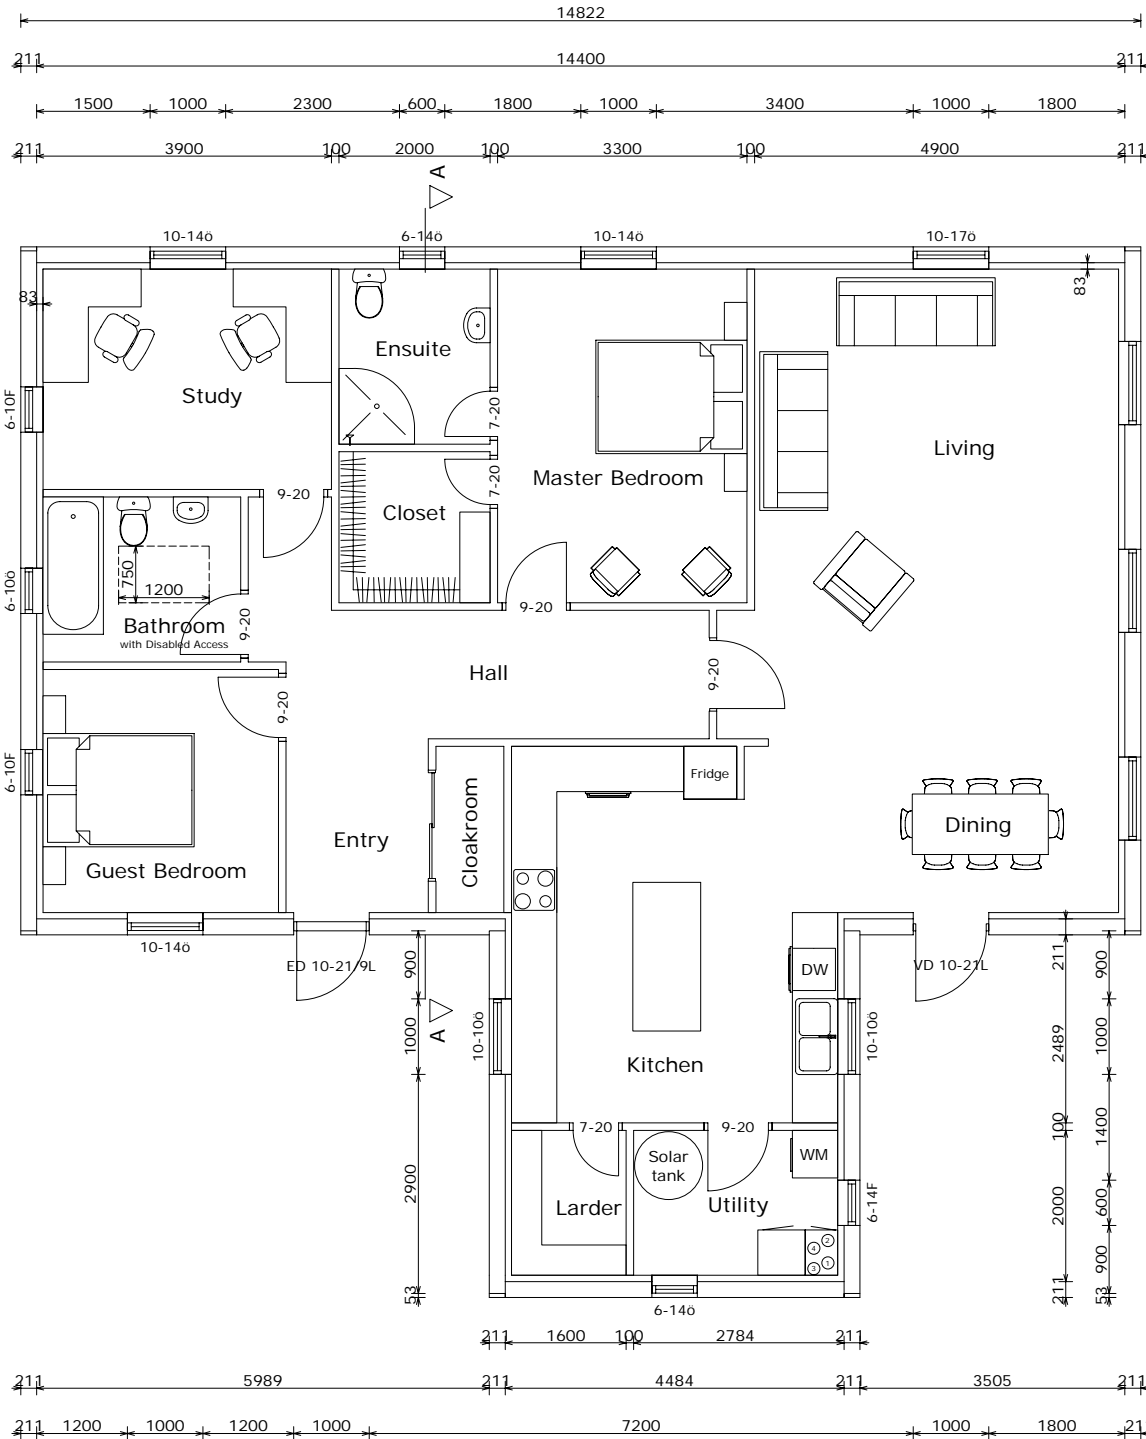 14822
211 14400 211
1500 1000 2300 600 1800 1000 3400 1000 1800
211 3900 100 2000 100 3300 100 4900 211
A
10-14ö 6-14ö 10-14ö 10-17ö
83
83
Ensuite
6-10F
Study
7-20
Living
Master Bedroom
7-20
9-20
Closet
750
6-10ö
1200
9-20
Bathroom
with Disabled Access
9-20
Hall
9-20
9-20
6-10F
Fridge
Cloakroom
Entry
Dining
Guest Bedroom
10-14ö
ED 10-21/9L
VD 10-21L
DW
900
211
900
A
1000
10-10ö
10-10ö
2489
1000
Kitchen
7-20
9-20
100
1400
WM
Solar
tank
2900
Larder
Utility
6-14F
2000
600
4 2
3 1
900
53
211
53
6-14ö
211 1600 100 2784 211
211 5989 211 4484 211 3505 211
211 1200 1000 1200 1000 7200 1000 1800 21